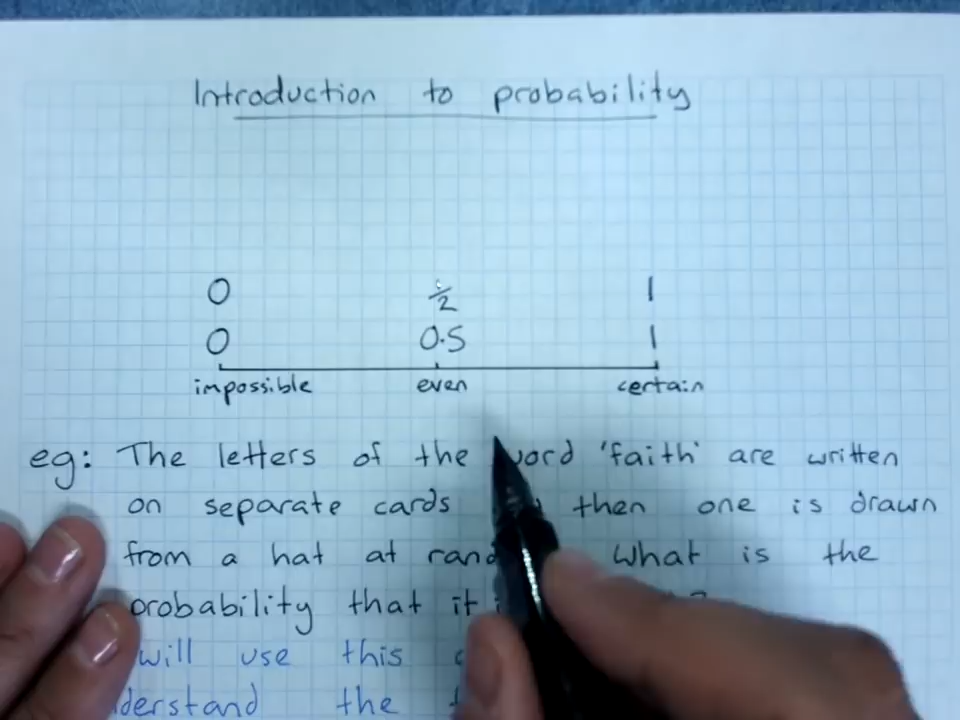 Introduction to probability
0 ½ 1
0 0.5 1
impossible even certain
eg: The letters of the word 'faith' are written
on separate cards then one is drawn
from a hat at What is the
probability that it
will use this
the